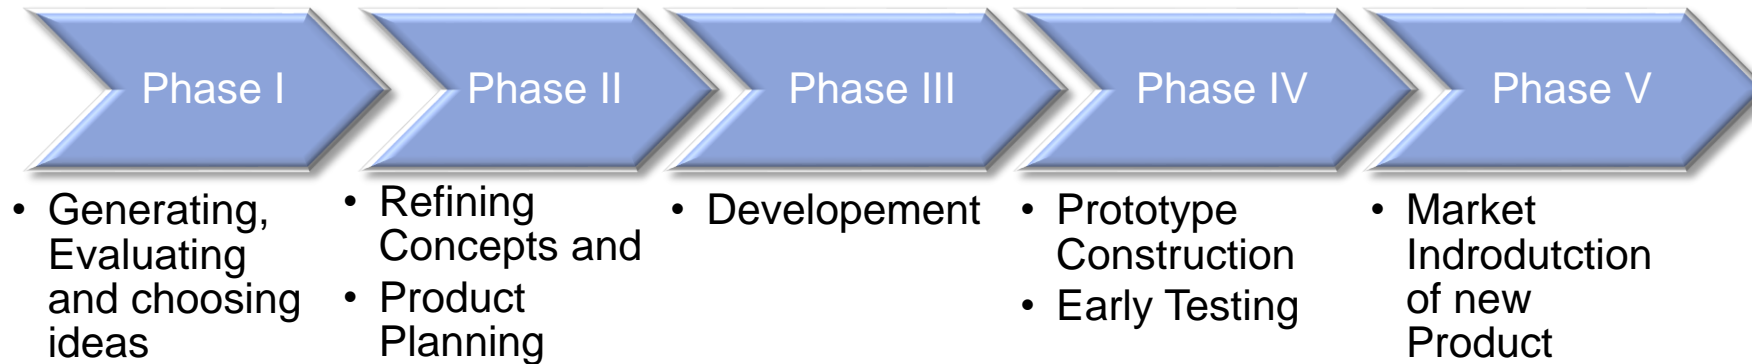 Phase I
Phase II
Phase III
Phase IV
Phase V
• Generating,
Evaluating
and choosing
ideas
• Refining
Concepts and
• Product
Planning
• Developement
• Prototype
Construction
• Early Testing
• Market
Indrodutction
of new
Product